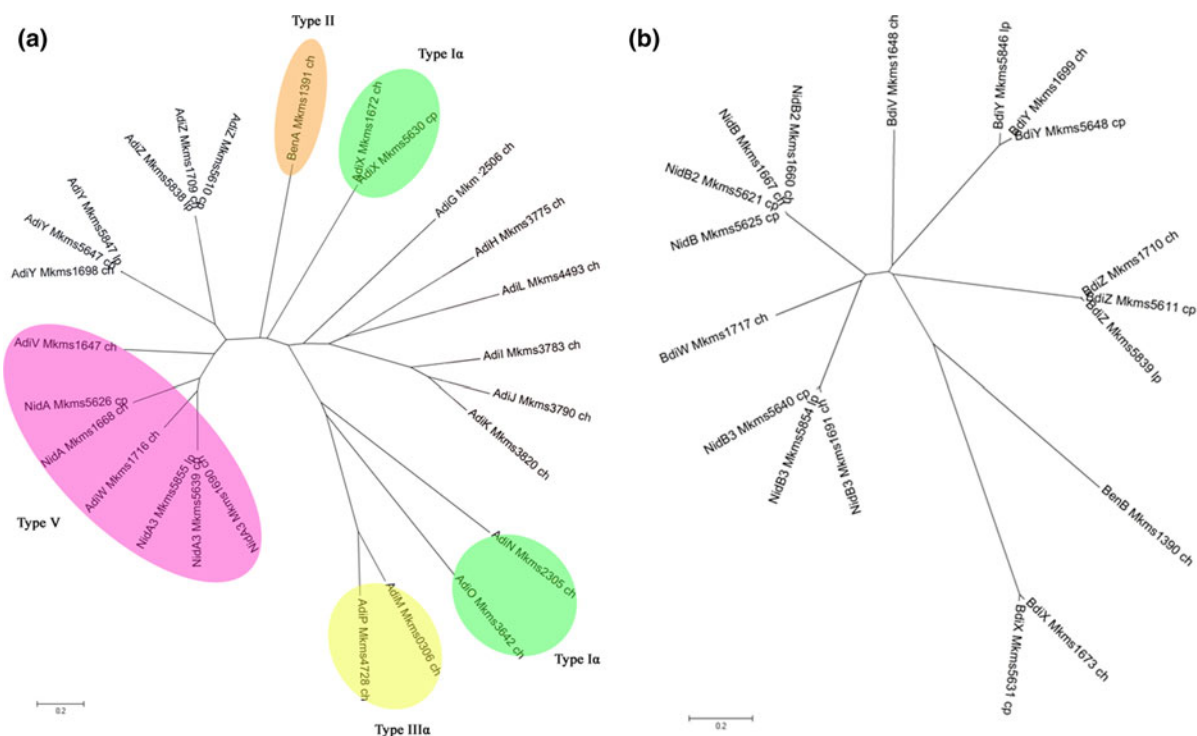 (a)
Type II
Type Iα
BenA Mkms1391 ch
AdiX Mkms1672 ch
AdiX Mkms5630 cp
AdiG Mkm -2506 ch
AdiH Mkms3775 ch
AdiL Mkms4493 ch
AdiI Mkms3783 ch
AdiJ Mkms3790 ch
AdiK Mkms3820 ch
AdiN Mkms2305 ch
AdiO Mkms3642 ch
Type Iα
AdiM Mkms0306 ch
AdiP Mkms4728 ch
Type IIIα
NidA3 Mkms1690 ch
NidA3 Mkms5639 cp
NidA3 Mkms5855 lp
AdiW Mkms1716 ch
NidA Mkms1668 ch
NidA Mkms5626 cp
AdiV Mkms1647 ch
Type V
AdiY Mkms1698 ch
AdiY Mkms5647 cp
AdiY Mkms5847 lp
AdiZ Mkms5838 lp
AdiZ Mkms1709 ch
AdiZ Mkms5610 cp
0.2
(b)
BdiV Mkms1648 ch
BdiY Mkms5846 lp
BdiY Mkms1699 ch
BdiY Mkms5648 cp
BdiZ Mkms1710 ch
BdiZ Mkms5611 cp
BdiZ Mkms5839 lp
BenB Mkms1390 ch
BdiX Mkms1673 ch
BdiX Mkms5631 cp
NidB3 Mkms1691 ch
NidB3 Mkms5854 lp
NidB3 Mkms5640 cp
BdiW Mkms1717 ch
NidB Mkms5625 cp
NidB2 Mkms5621 cp
NidB Mkms1667 ch
NidB2 Mkms1660 ch
0.2